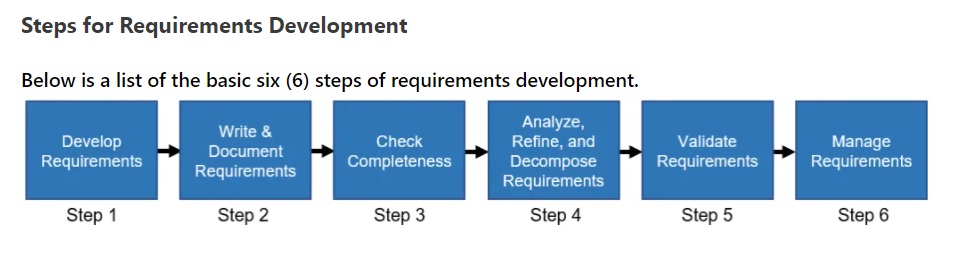 Steps for Requirements Development
Below is a list of the basic six (6) steps of requirements development.
Develop
Requirements
Write &
Document
Requirements
Check
Completeness
Analyze,
Refine, and
Decompose
Requirements
Validate
Requirements
Manage
Requirements
Step 1
Step 2
Step 3
Step 4
Step 5
Step 6